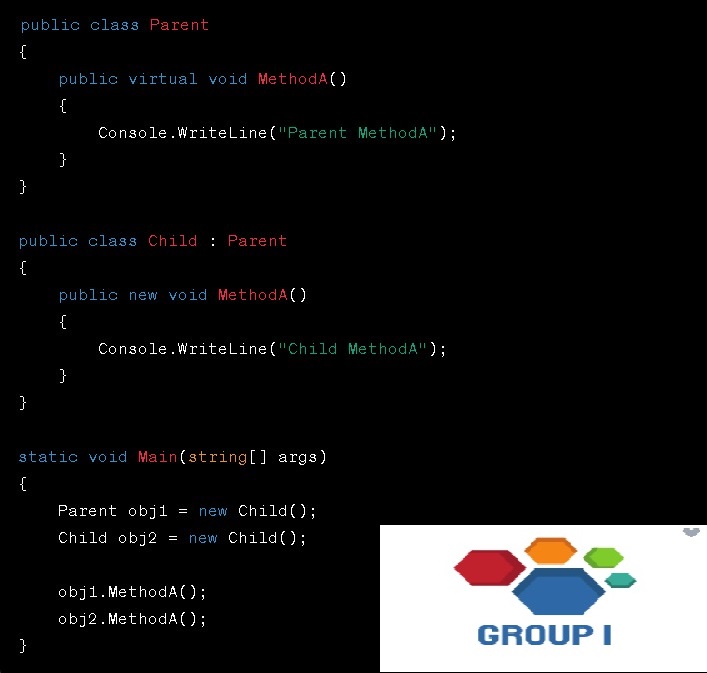 public class Parent
{
    public virtual void MethodA()
    {
        Console.WriteLine("Parent MethodA");
    }
}
public class Child : Parent
{
    public new void MethodA()
    {
        Console.WriteLine("Child MethodA");
    }
}
static void Main(string[] args)
{
    Parent obj1 = new Child();
    Child obj2 = new Child();
    obj1.MethodA();
    obj2.MethodA();
}
GROUP I